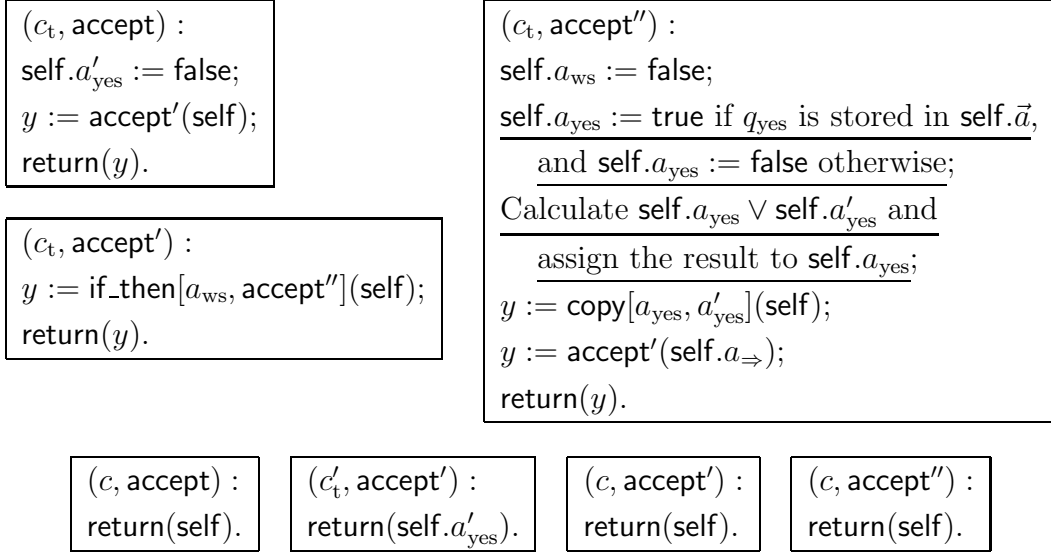 (c_t, accept) :
self.a′_yes := false;
y := accept′(self);
return(y).
(c_t, accept′) :
y := if_then[a_ws, accept″](self);
return(y).
(c_t, accept″) :
self.a_ws := false;
self.a_yes := true if q_yes is stored in self.a⃗,
and self.a_yes := false otherwise;
Calculate self.a_yes ∨ self.a′_yes and
assign the result to self.a_yes;
y := copy[a_yes, a′_yes](self);
y := accept′(self.a_⇒);
return(y).
(c, accept) :
return(self).
(c′_t, accept′) :
return(self.a′_yes).
(c, accept′) :
return(self).
(c, accept″) :
return(self).